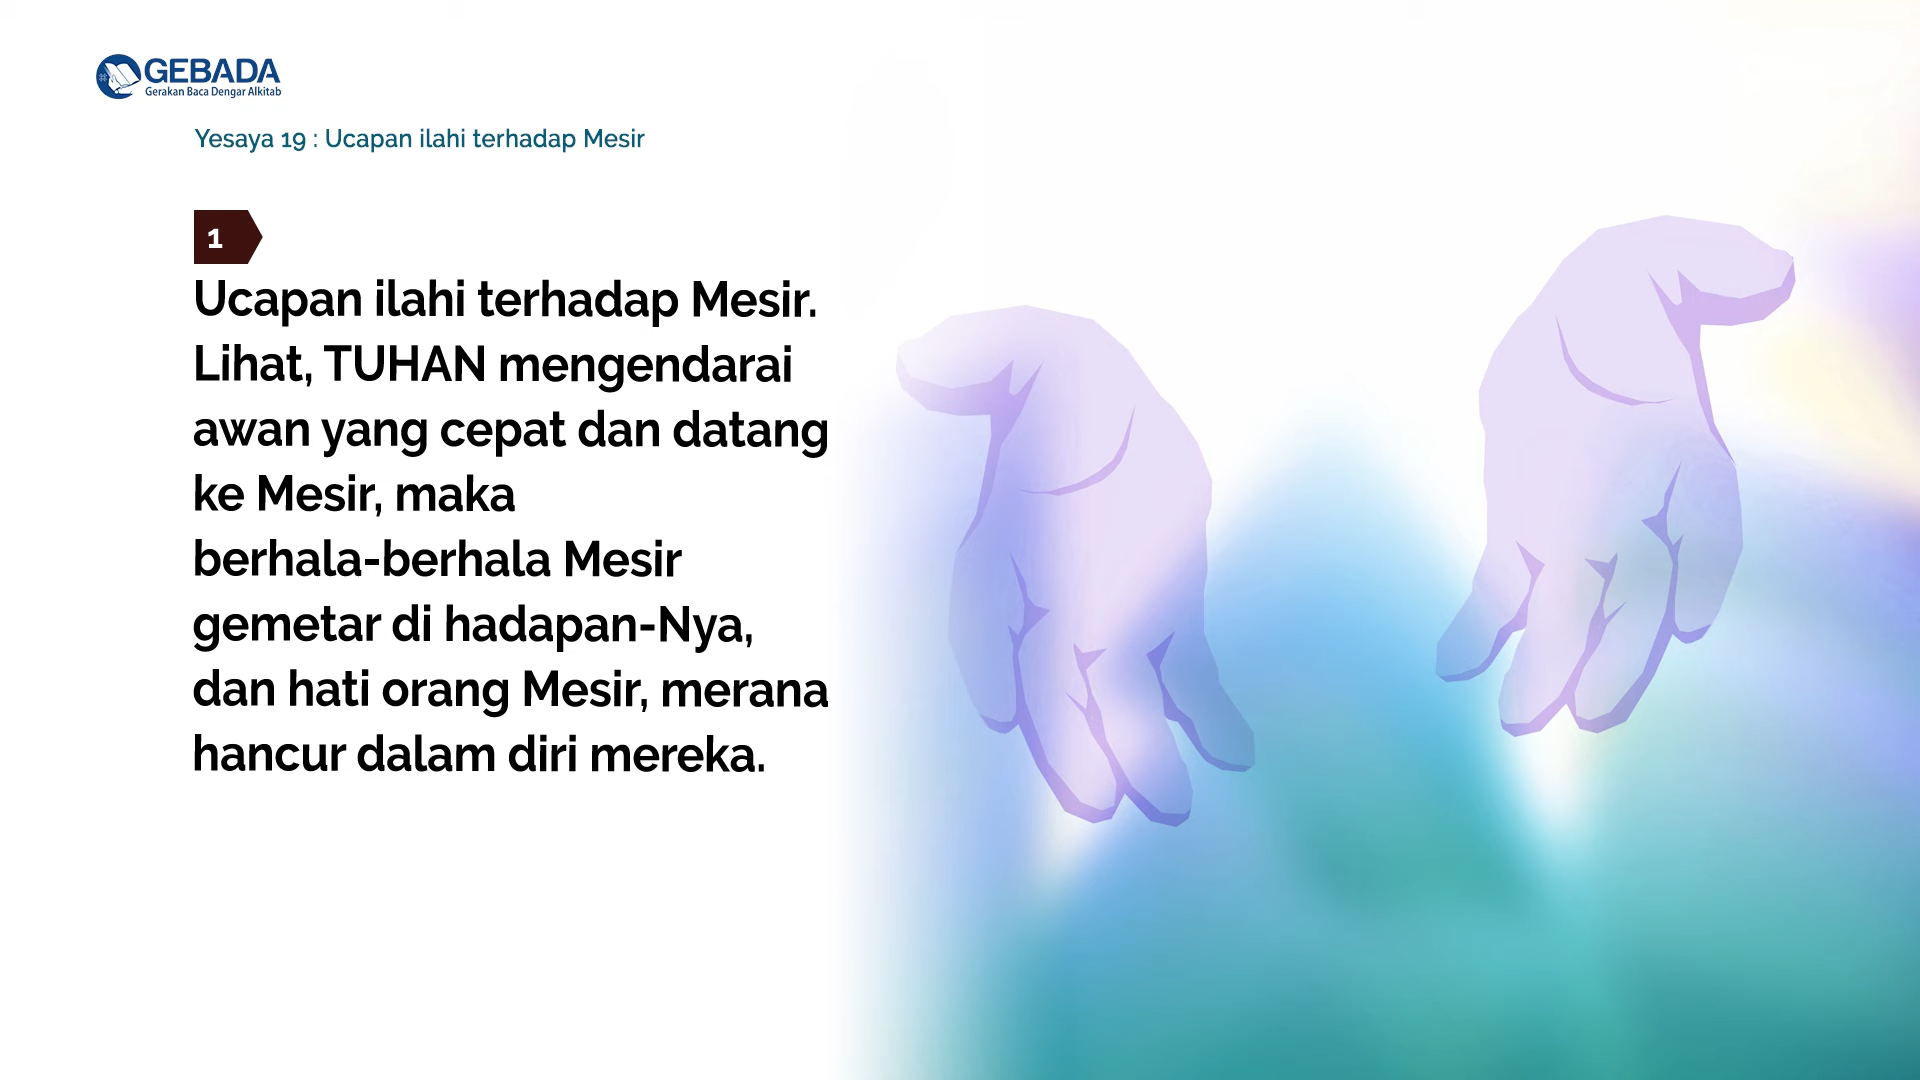 GEBADA
Gerakan Baca Dengar Alkitab
Yesaya 19 : Ucapan ilahi terhadap Mesir
1
Ucapan ilahi terhadap Mesir.
Lihat, TUHAN mengendarai
awan yang cepat dan datang
ke Mesir, maka
berhala-berhala Mesir
gemetar di hadapan-Nya,
dan hati orang Mesir, merana
hancur dalam diri mereka.